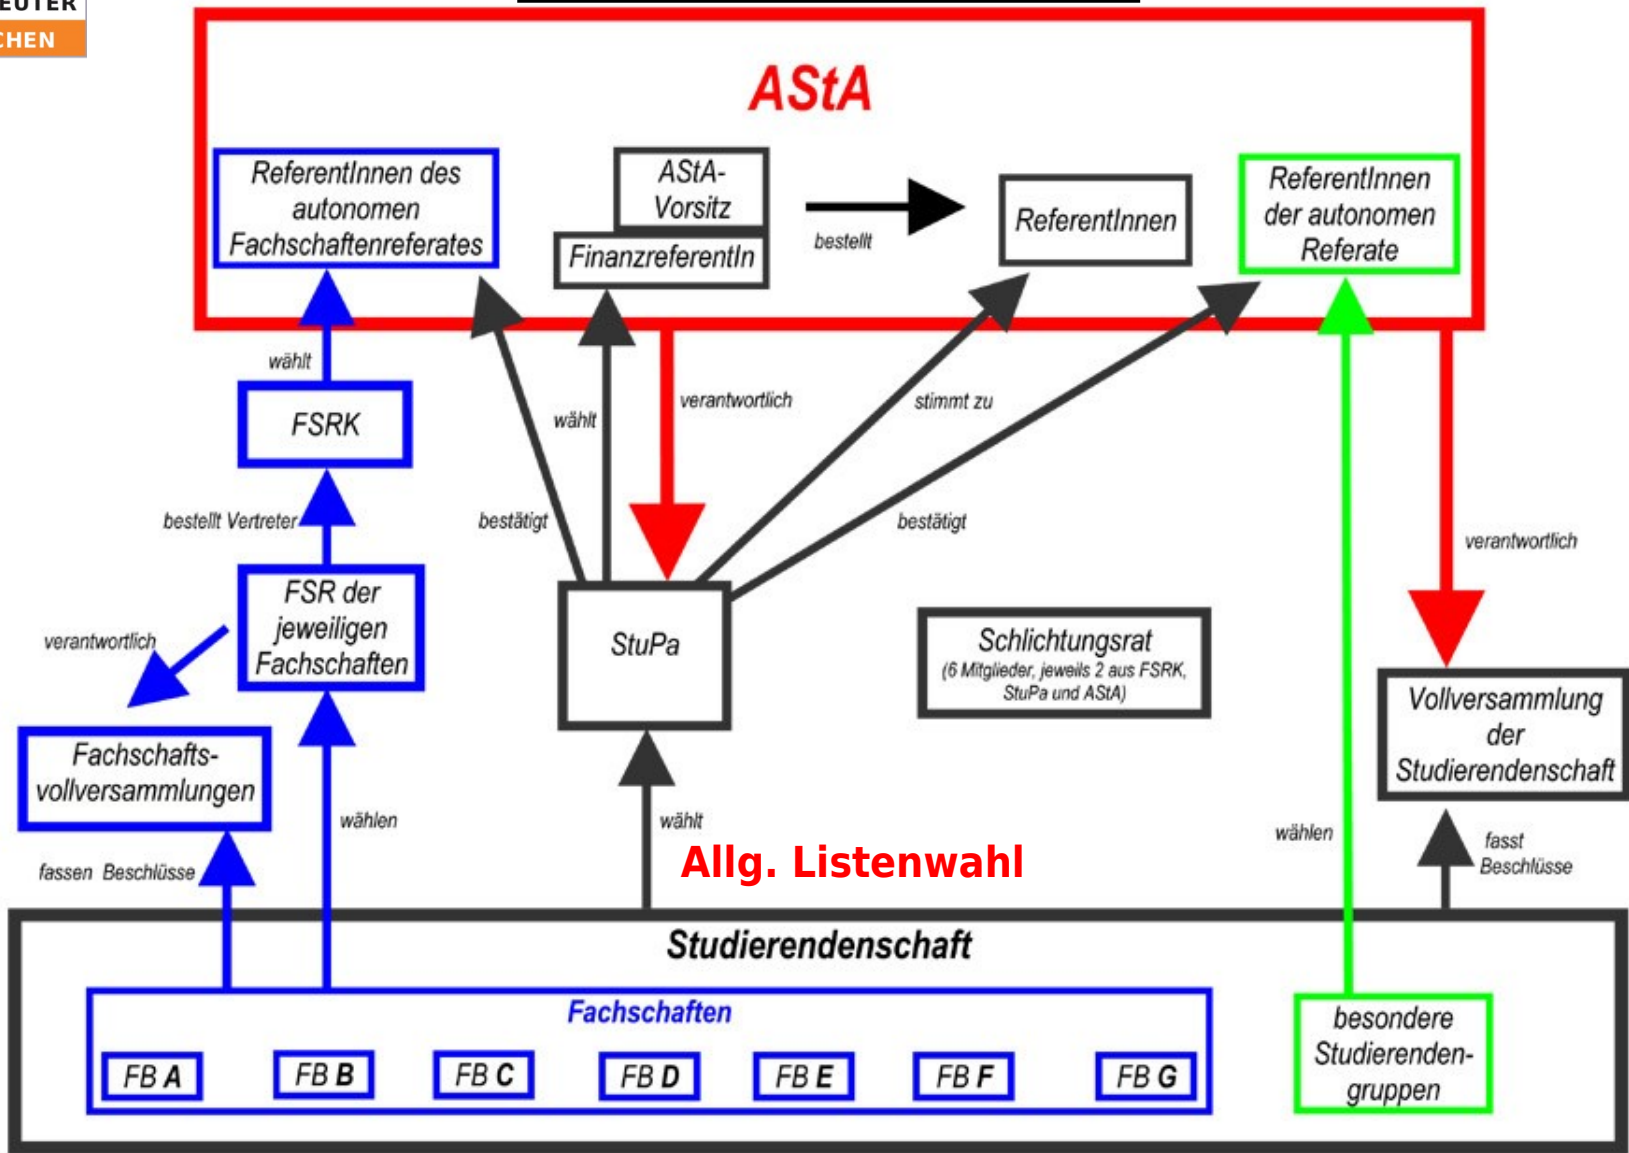 EUTER
CHEN
AStA
ReferentInnen des
autonomen
Fachschaftenreferates
AStA-
Vorsitz
FinanzreferentIn
bestellt
ReferentInnen
ReferentInnen
der autonomen
Referate
wählt
FSRK
wählt
verantwortlich
stimmt zu
bestellt Vertreter
bestätigt
bestätigt
verantwortlich
FSR der
jeweiligen
Fachschaften
verantwortlich
StuPa
Schlichtungsrat
(6 Mitglieder, jeweils 2 aus FSRK,
StuPa und AStA)
Vollversammlung
der
Studierendenschaft
Fachschafts-
vollversammlungen
wählen
wählt
Allg. Listenwahl
wählen
fasst
Beschlüsse
fassen Beschlüsse
Studierendenschaft
Fachschaften
FB A
FB B
FB C
FB D
FB E
FB F
FB G
besondere
Studierenden-
gruppen